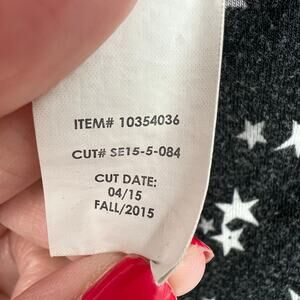 ITEM# 10354036
CUT# SE15-5-084
CUT DATE:
04/15
FALL/2015